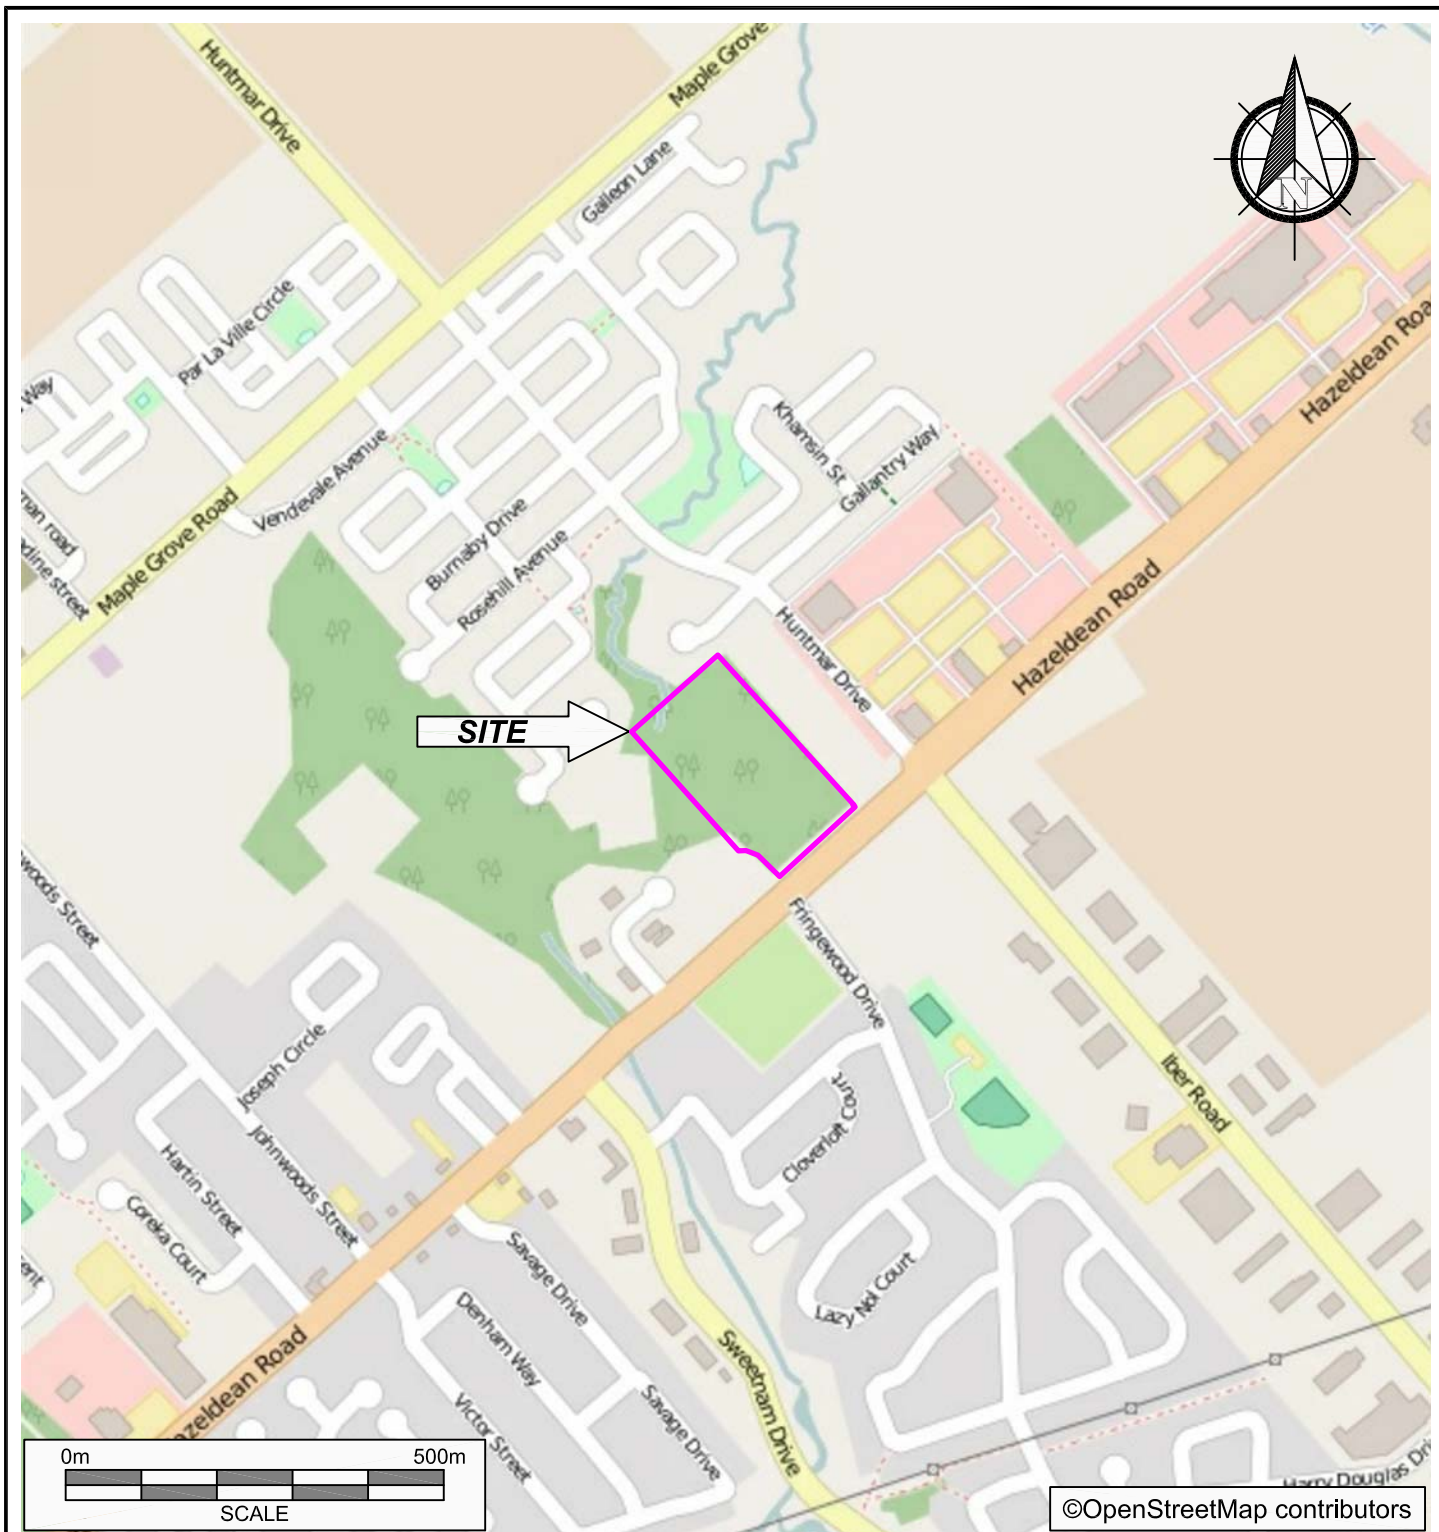 Huntmar Drive
Maple Grove
Galleon Lane
Par La Ville Circle
Way
Hazeldean Roa
Khamsin St
Gallantry Way
Vendevale Avenue
Maple Grove Road
Burnaby Drive
Rosehill Avenue
Hazeldean Road
Huntmar Drive
SITE
N
Fringewood Drive
Joseph Circle
Iber Road
Cloverloft Court
Johnwoods Street
Hartin Street
Coreka Court
Savage Drive
Lazy Nol Court
Denham Way
Sweetnam Drive
Savage Drive
Victor Street
Harry Douglas
0m 500m
SCALE
©OpenStreetMap contributors